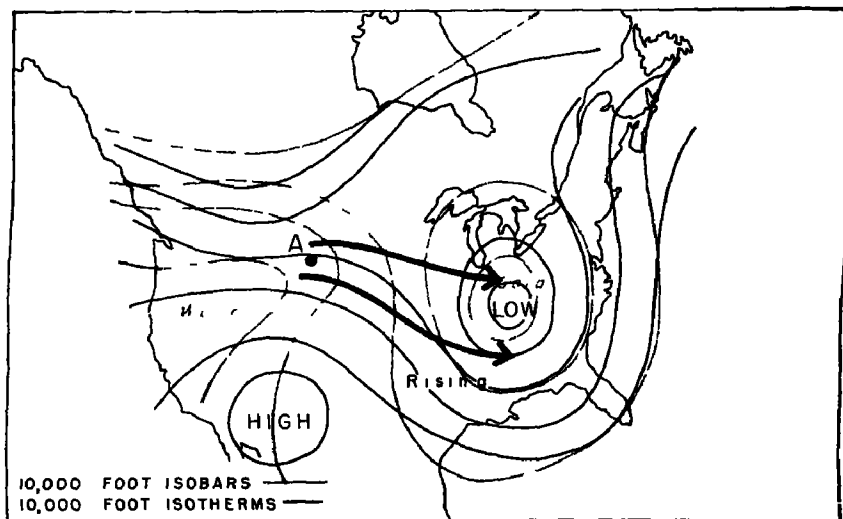 A
LOW
Rising
HIGH
10,000 FOOT ISOBARS
10,000 FOOT ISOTHERMS